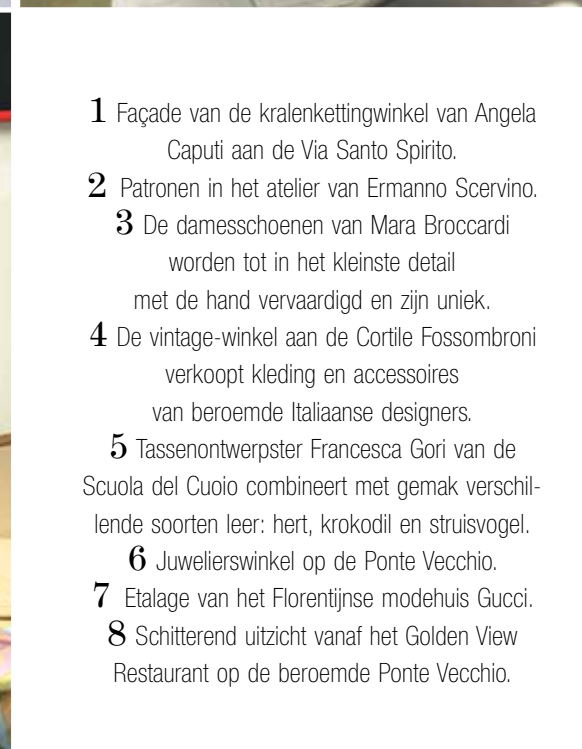 1 Façade van de kralenkettingwinkel van Angela
Caputi aan de Via Santo Spirito.
2 Patronen in het atelier van Ermanno Scervino.
3 De damesschoenen van Mara Broccardi
worden tot in het kleinste detail
met de hand vervaardigd en zijn uniek.
4 De vintage-winkel aan de Cortile Fossombroni
verkoopt kleding en accessoires
van beroemde Italiaanse designers.
5 Tassenontwerpster Francesca Gori van de
Scuola del Cuoio combineert met gemak verschil-
lende soorten leer: hert, krokodil en struisvogel.
6 Juwelierswinkel op de Ponte Vecchio.
7 Etalage van het Florentijnse modehuis Gucci.
8 Schitterend uitzicht vanaf het Golden View
Restaurant op de beroemde Ponte Vecchio.